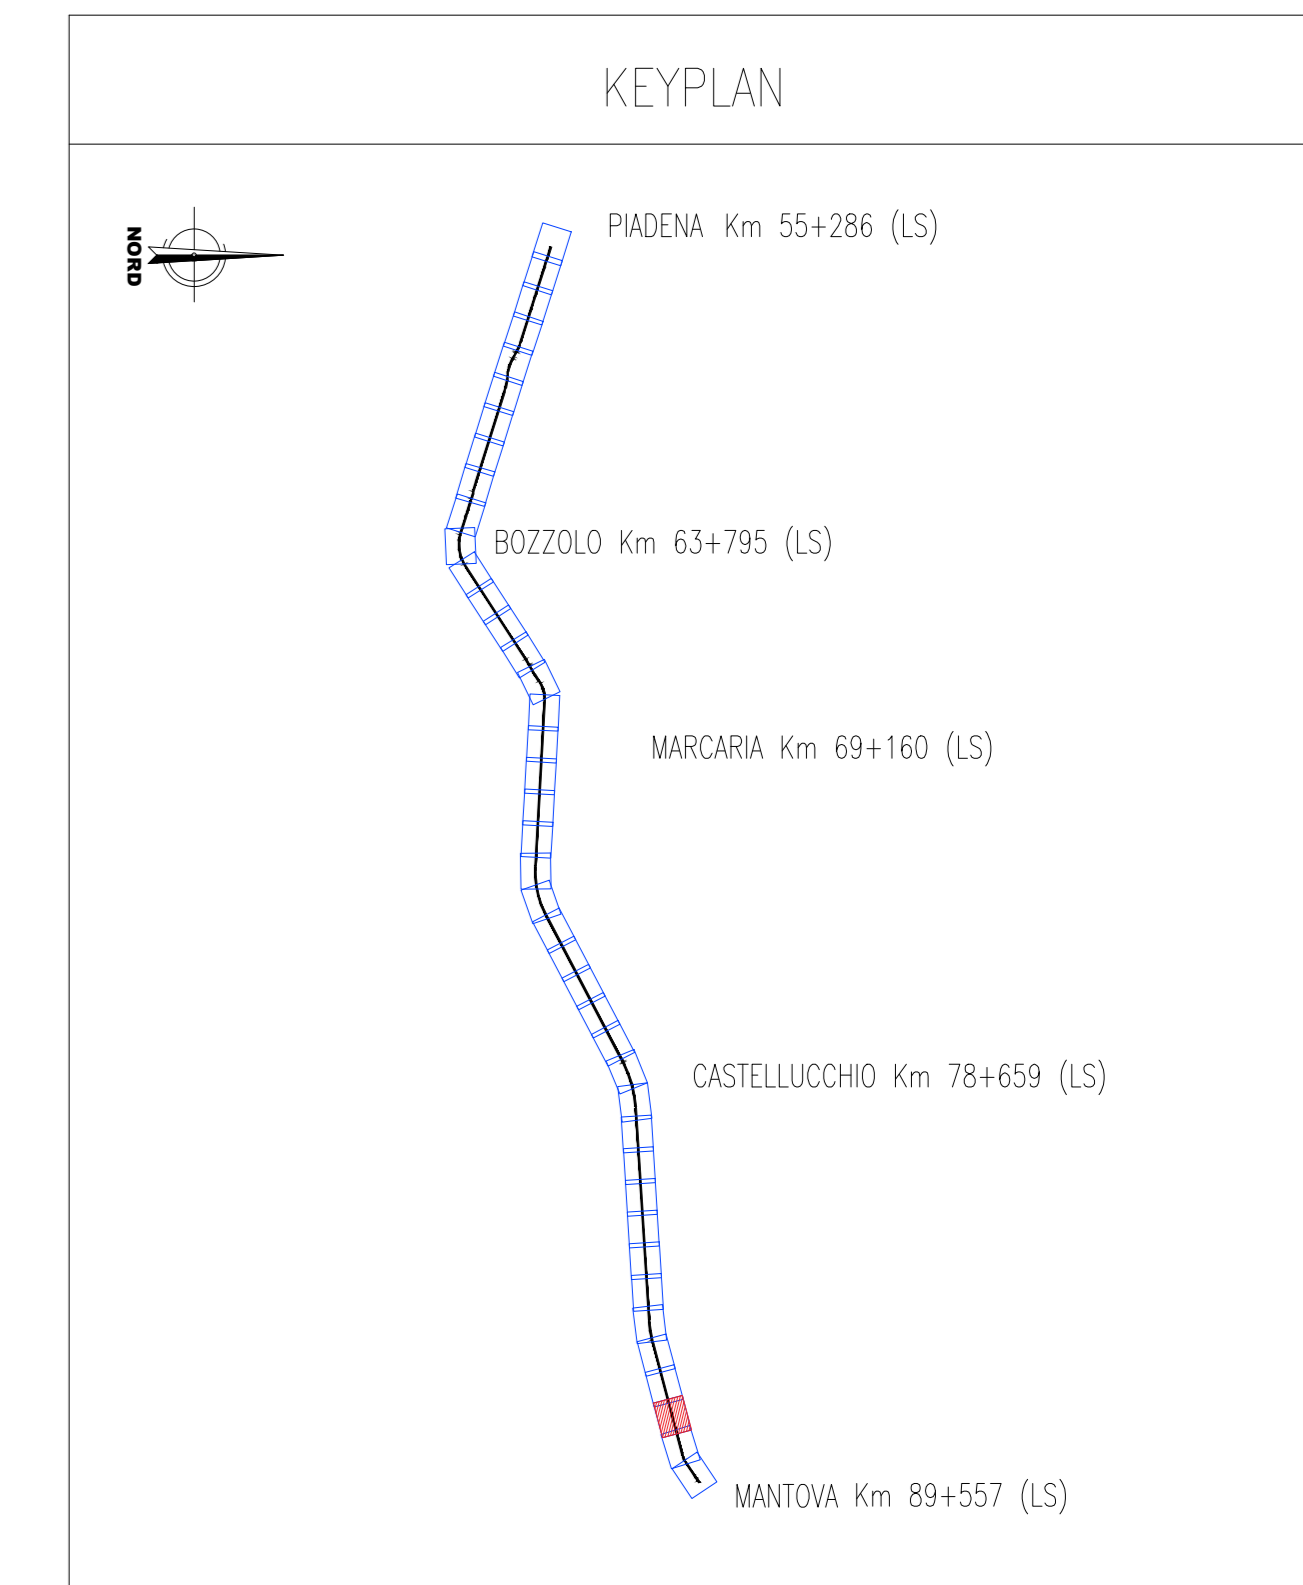 KEYPLAN
NORD
PIADENA Km 55+286 (LS)
BOZZOLO Km 63+795 (LS)
MARCARIA Km 69+160 (LS)
CASTELLUCCHIO Km 78+659 (LS)
MANTOVA Km 89+557 (LS)